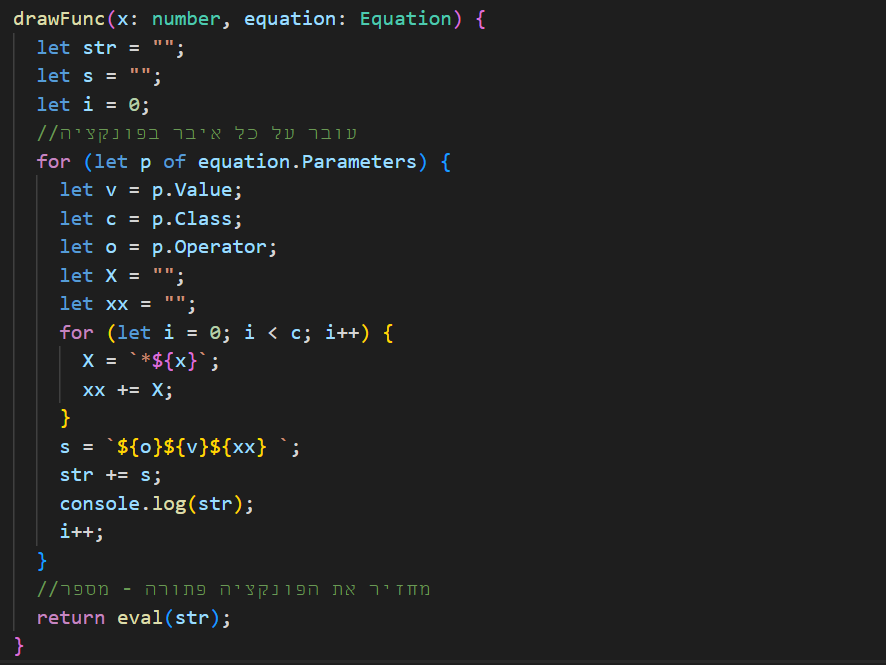 drawFunc(x: number, equation: Equation) {
let str = "";
let s = "";
let i = 0;
//עובר על כל איבר בפונקציה
for (let p of equation.Parameters) {
let v = p.Value;
let c = p.Class;
let o = p.Operator;
let X = "";
let xx = "";
for (let i = 0; i < c; i++) {
X = `*${x}`;
xx += X;
}
s = `${o}${v}${xx} `;
str += s;
console.log(str);
i++;
}
//מחזיר את הפונקציה פתורה - מספר
return eval(str);
}